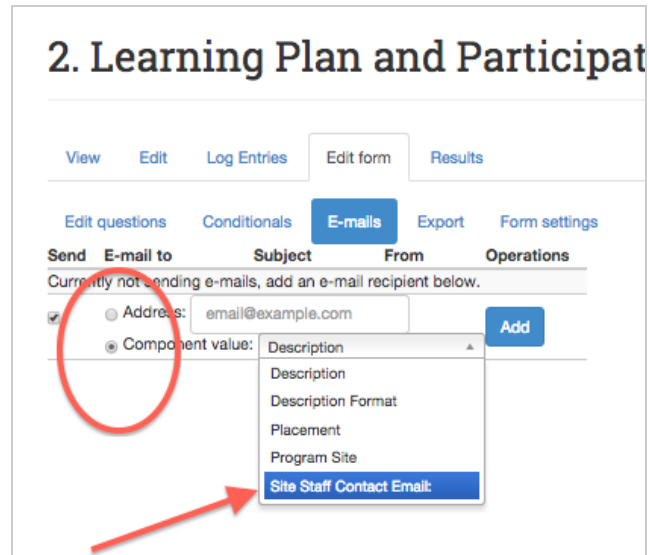 2. Learning Plan and Participat
View Edit Log Entries Edit form Results
Edit questions Conditionals E-mails Export Form settings
Send E-mail to Subject From Operations
Currently not sending e-mails, add an e-mail recipient below.
Address: email@example.com
Add
Component value: Description
Description
Description Format
Placement
Program Site
Site Staff Contact Email: